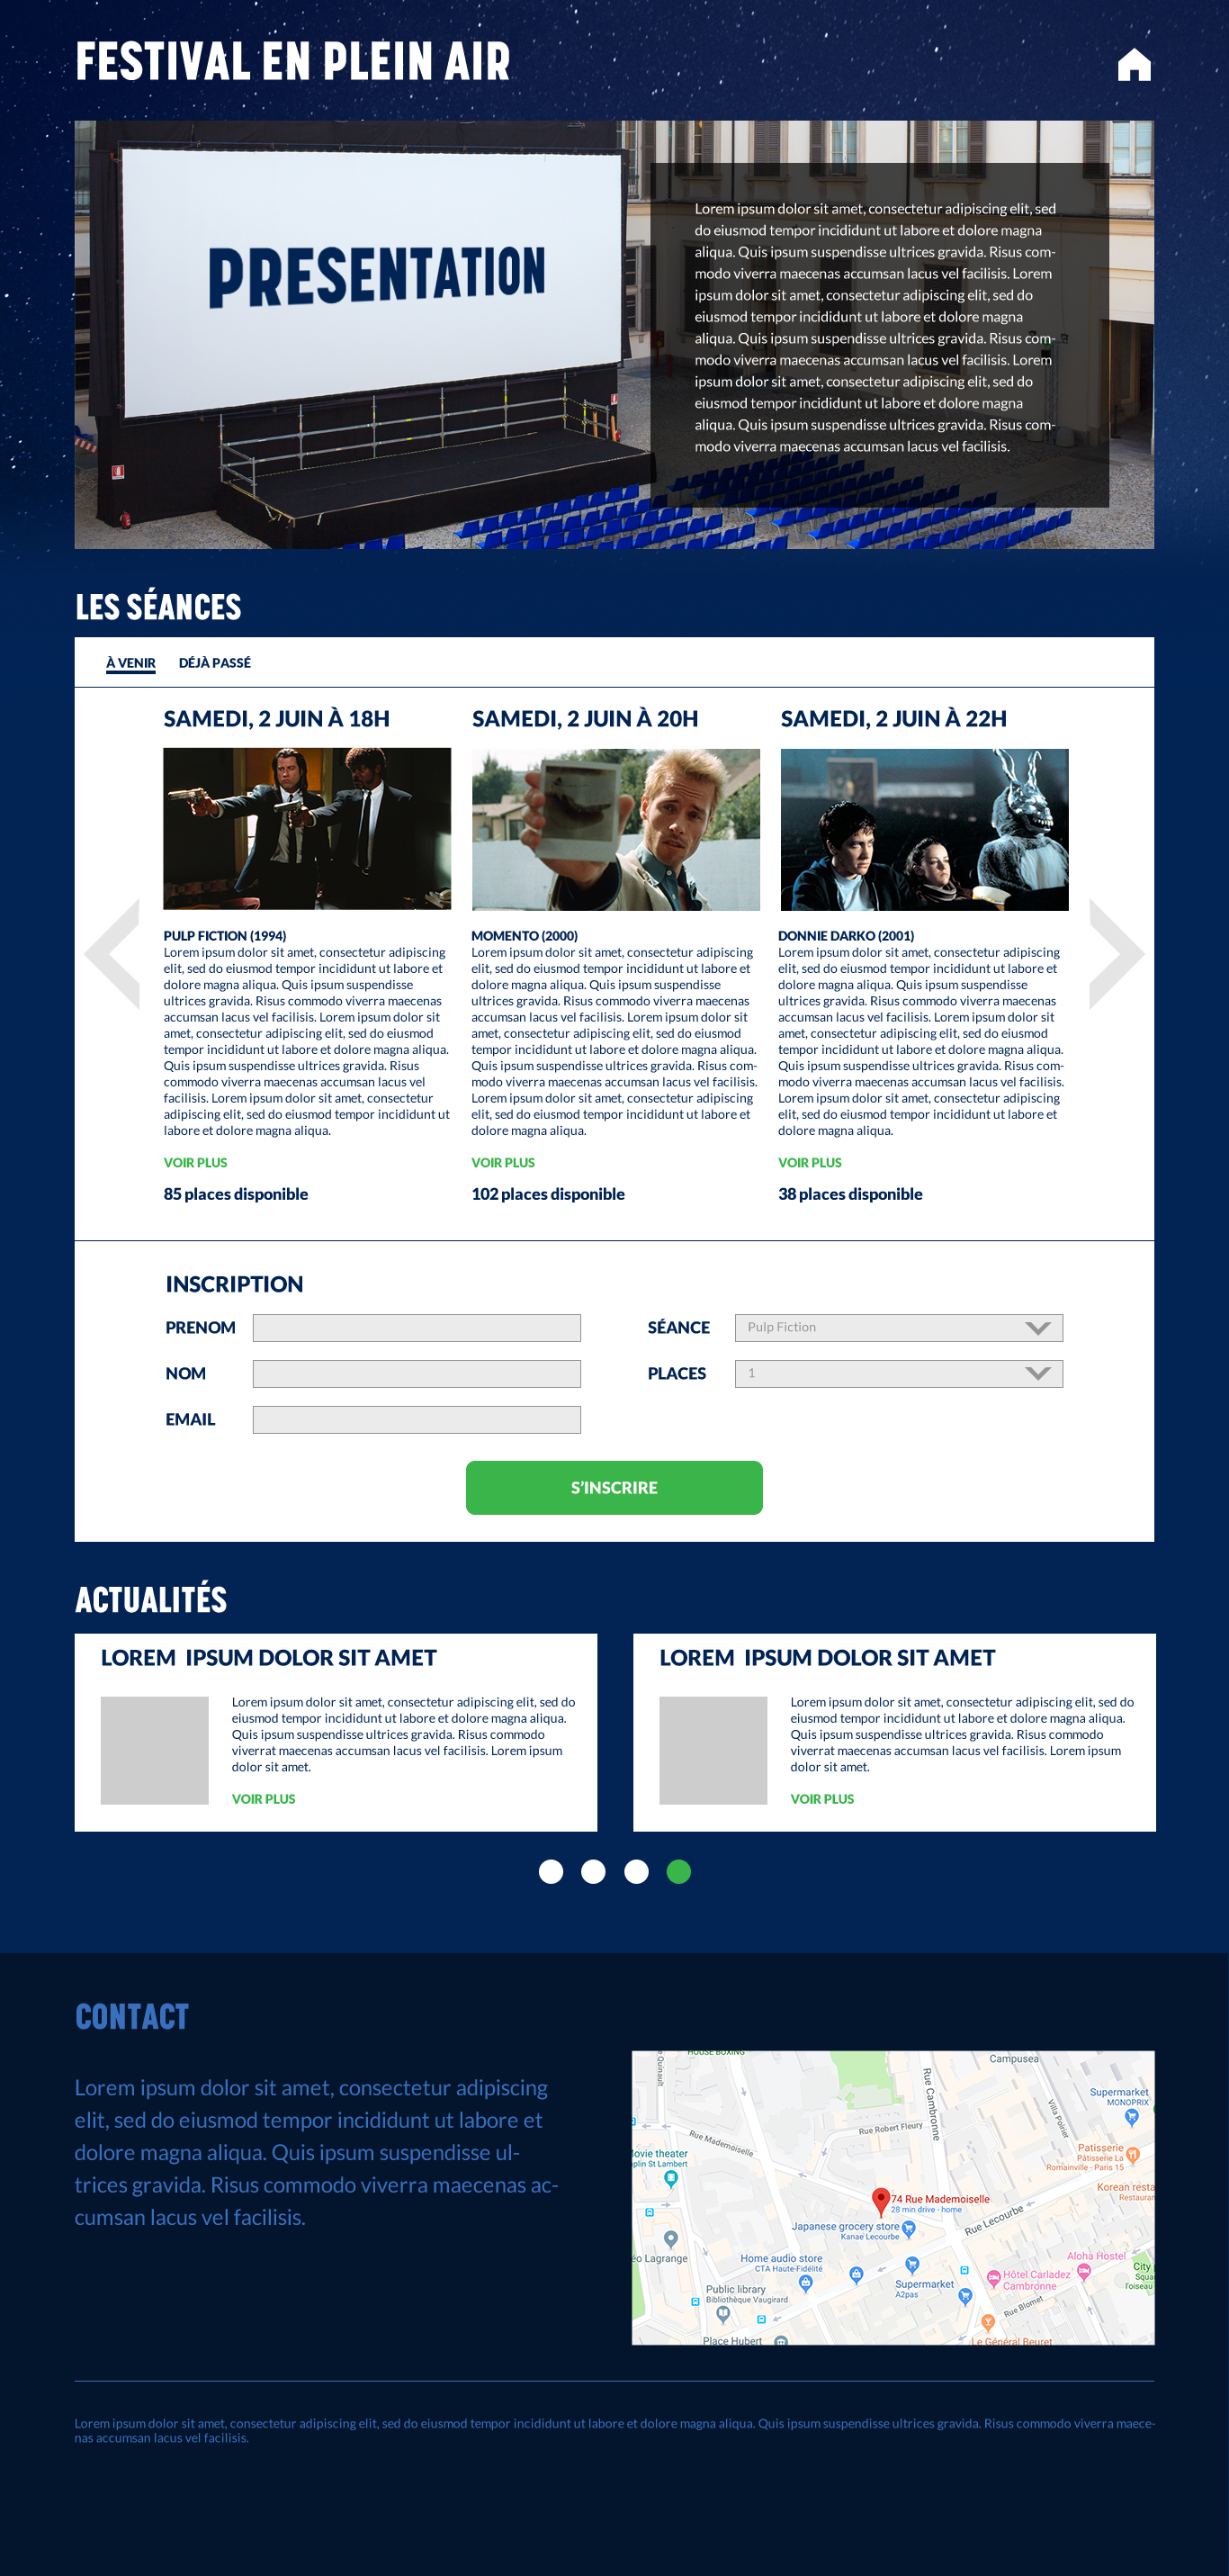 FESTIVAL EN PLEIN AIR
PRESENTATION
Lorem ipsum dolor sit amet, consectetur adipiscing elit, sed
do eiusmod tempor incididunt ut labore et dolore magna
aliqua. Quis ipsum suspendisse ultrices gravida. Risus com-
modo viverra maecenas accumsan lacus vel facilisis. Lorem
ipsum dolor sit amet, consectetur adipiscing elit, sed do
eiusmod tempor incididunt ut labore et dolore magna
aliqua. Quis ipsum suspendisse ultrices gravida. Risus com-
modo viverra maecenas accumsan lacus vel facilisis. Lorem
ipsum dolor sit amet, consectetur adipiscing elit, sed do
eiusmod tempor incididunt ut labore et dolore magna
aliqua. Quis ipsum suspendisse ultrices gravida. Risus com-
modo viverra maecenas accumsan lacus vel facilisis.
LES SÉANCES
À VENIR
DÉJÀ PASSÉ
SAMEDI, 2 JUIN À 18H
PULP FICTION (1994)
Lorem ipsum dolor sit amet, consectetur adipiscing
elit, sed do eiusmod tempor incididunt ut labore et
dolore magna aliqua. Quis ipsum suspendisse
ultrices gravida. Risus commodo viverra maecenas
accumsan lacus vel facilisis. Lorem ipsum dolor sit
amet, consectetur adipiscing elit, sed do eiusmod
tempor incididunt ut labore et dolore magna aliqua.
Quis ipsum suspendisse ultrices gravida. Risus
commodo viverra maecenas accumsan lacus vel
facilisis. Lorem ipsum dolor sit amet, consectetur
adipiscing elit, sed do eiusmod tempor incididunt ut
labore et dolore magna aliqua.
VOIR PLUS
85 places disponible
SAMEDI, 2 JUIN À 20H
MOMENTO (2000)
Lorem ipsum dolor sit amet, consectetur adipiscing
elit, sed do eiusmod tempor incididunt ut labore et
dolore magna aliqua. Quis ipsum suspendisse
ultrices gravida. Risus commodo viverra maecenas
accumsan lacus vel facilisis. Lorem ipsum dolor sit
amet, consectetur adipiscing elit, sed do eiusmod
tempor incididunt ut labore et dolore magna aliqua.
Quis ipsum suspendisse ultrices gravida. Risus com-
modo viverra maecenas accumsan lacus vel facilisis.
Lorem ipsum dolor sit amet, consectetur adipiscing
elit, sed do eiusmod tempor incididunt ut labore et
dolore magna aliqua.
VOIR PLUS
102 places disponible
SAMEDI, 2 JUIN À 22H
DONNIE DARKO (2001)
Lorem ipsum dolor sit amet, consectetur adipiscing
elit, sed do eiusmod tempor incididunt ut labore et
dolore magna aliqua. Quis ipsum suspendisse
ultrices gravida. Risus commodo viverra maecenas
accumsan lacus vel facilisis. Lorem ipsum dolor sit
amet, consectetur adipiscing elit, sed do eiusmod
tempor incididunt ut labore et dolore magna aliqua.
Quis ipsum suspendisse ultrices gravida. Risus com-
modo viverra maecenas accumsan lacus vel facilisis.
Lorem ipsum dolor sit amet, consectetur adipiscing
elit, sed do eiusmod tempor incididunt ut labore et
dolore magna aliqua.
VOIR PLUS
38 places disponible
INSCRIPTION
PRENOM
NOM
EMAIL
SÉANCE
Pulp Fiction
PLACES
1
S'INSCRIRE
ACTUALITÉS
LOREM IPSUM DOLOR SIT AMET
Lorem ipsum dolor sit amet, consectetur adipiscing elit, sed do
eiusmod tempor incididunt ut labore et dolore magna aliqua.
Quis ipsum suspendisse ultrices gravida. Risus commodo
viverrat maecenas accumsan lacus vel facilisis. Lorem ipsum
dolor sit amet.
VOIR PLUS
LOREM IPSUM DOLOR SIT AMET
Lorem ipsum dolor sit amet, consectetur adipiscing elit, sed do
eiusmod tempor incididunt ut labore et dolore magna aliqua.
Quis ipsum suspendisse ultrices gravida. Risus commodo
viverrat maecenas accumsan lacus vel facilisis. Lorem ipsum
dolor sit amet.
VOIR PLUS
CONTACT
Lorem ipsum dolor sit amet, consectetur adipiscing
elit, sed do eiusmod tempor incididunt ut labore et
dolore magna aliqua. Quis ipsum suspendisse ul-
trices gravida. Risus commodo viverra maecenas ac-
cumsan lacus vel facilisis.
HOUSE BOXING
e Quinault
Campusea
Rue Cambronne
Supermarket
MONOPRIX
Villa Poirier
Rue Robert Fleury
Rue Mademoiselle
ovie theater
plin St Lambert
Patisserie
Pâtisserie La
Romainville - Paris 15
Korean resta
Restauran
74 Rue Mademoiselle
28 min drive - home
Japanese grocery store
Kanae Lecourbe
Rue Lecourbe
éo Lagrange
Home audio store
CTA Haute-Fidélité
Aloha Hostel
City
Squa
l'oiseau
Hôtel Carladez
Cambronne
Supermarket
A2pas
Public library
Bibliothèque Vaugirard
Rue Blomet
Place Hubert
Le Général Beuret
Lorem ipsum dolor sit amet, consectetur adipiscing elit, sed do eiusmod tempor incididunt ut labore et dolore magna aliqua. Quis ipsum suspendisse ultrices gravida. Risus commodo viverra maece-
nas accumsan lacus vel facilisis.